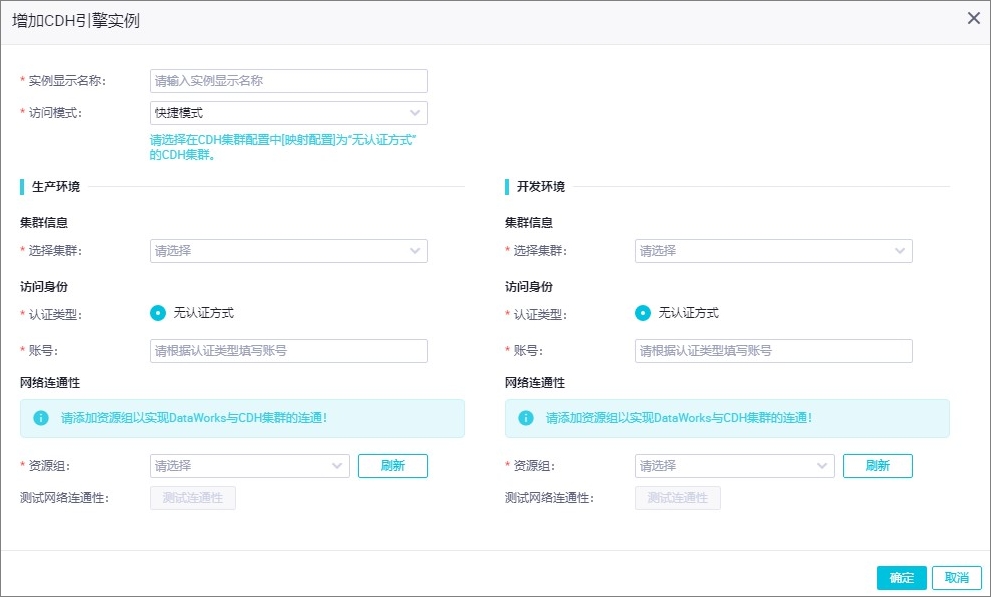 增加CDH引擎实例
* 实例显示名称: 请输入实例显示名称
* 访问模式: 快捷模式
请选择在CDH集群配置中[映射配置]为“无认证方式”
的CDH集群。
生产环境
集群信息
* 选择集群: 请选择
访问身份
* 认证类型: 无认证方式
* 账号: 请根据认证类型填写账号
网络连通性
请添加资源组以实现DataWorks与CDH集群的连通!
* 资源组: 请选择 刷新
测试网络连通性: 测试连通性
开发环境
集群信息
* 选择集群: 请选择
访问身份
* 认证类型: 无认证方式
* 账号: 请根据认证类型填写账号
网络连通性
请添加资源组以实现DataWorks与CDH集群的连通!
* 资源组: 请选择 刷新
测试网络连通性: 测试连通性
确定 取消